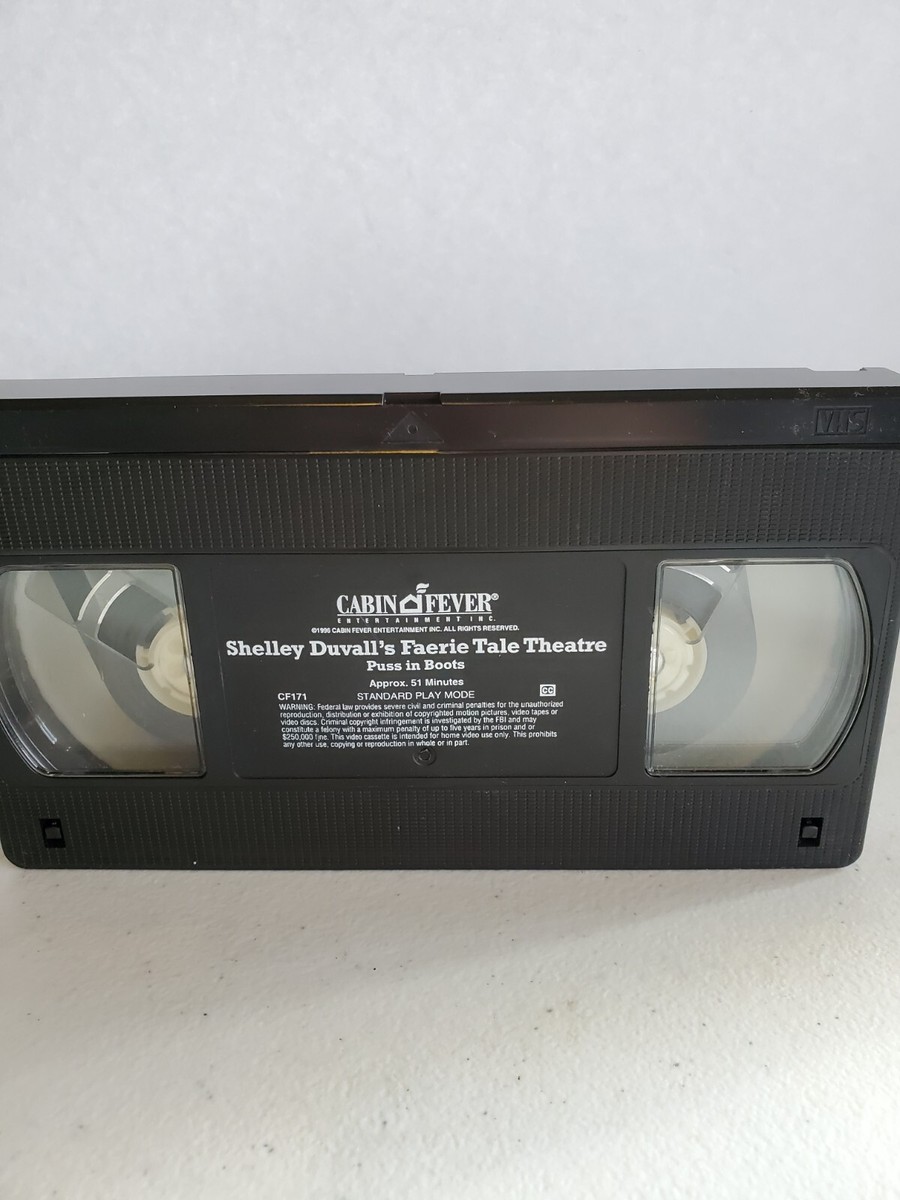 VHS
CABIN FEVER®
ENTERTAINMENT INC.
©1995 CABIN FEVER ENTERTAINMENT INC. ALL RIGHTS RESERVED.
Shelley Duvall's Faerie Tale Theatre
Puss in Boots
Approx. 51 Minutes
CF171 STANDARD PLAY MODE CC
WARNING: Federal law provides severe civil and criminal penalties for the unauthorized
reproduction, distribution or exhibition of copyrighted motion pictures, video tapes or
video discs. Criminal copyright infringement is investigated by the FBI and may
constitute a felony with a maximum penalty of up to five years in prison and or
$250,000 fine. This video cassette is intended for home video use only. This prohibits
any other use, copying or reproduction in whole or in part.